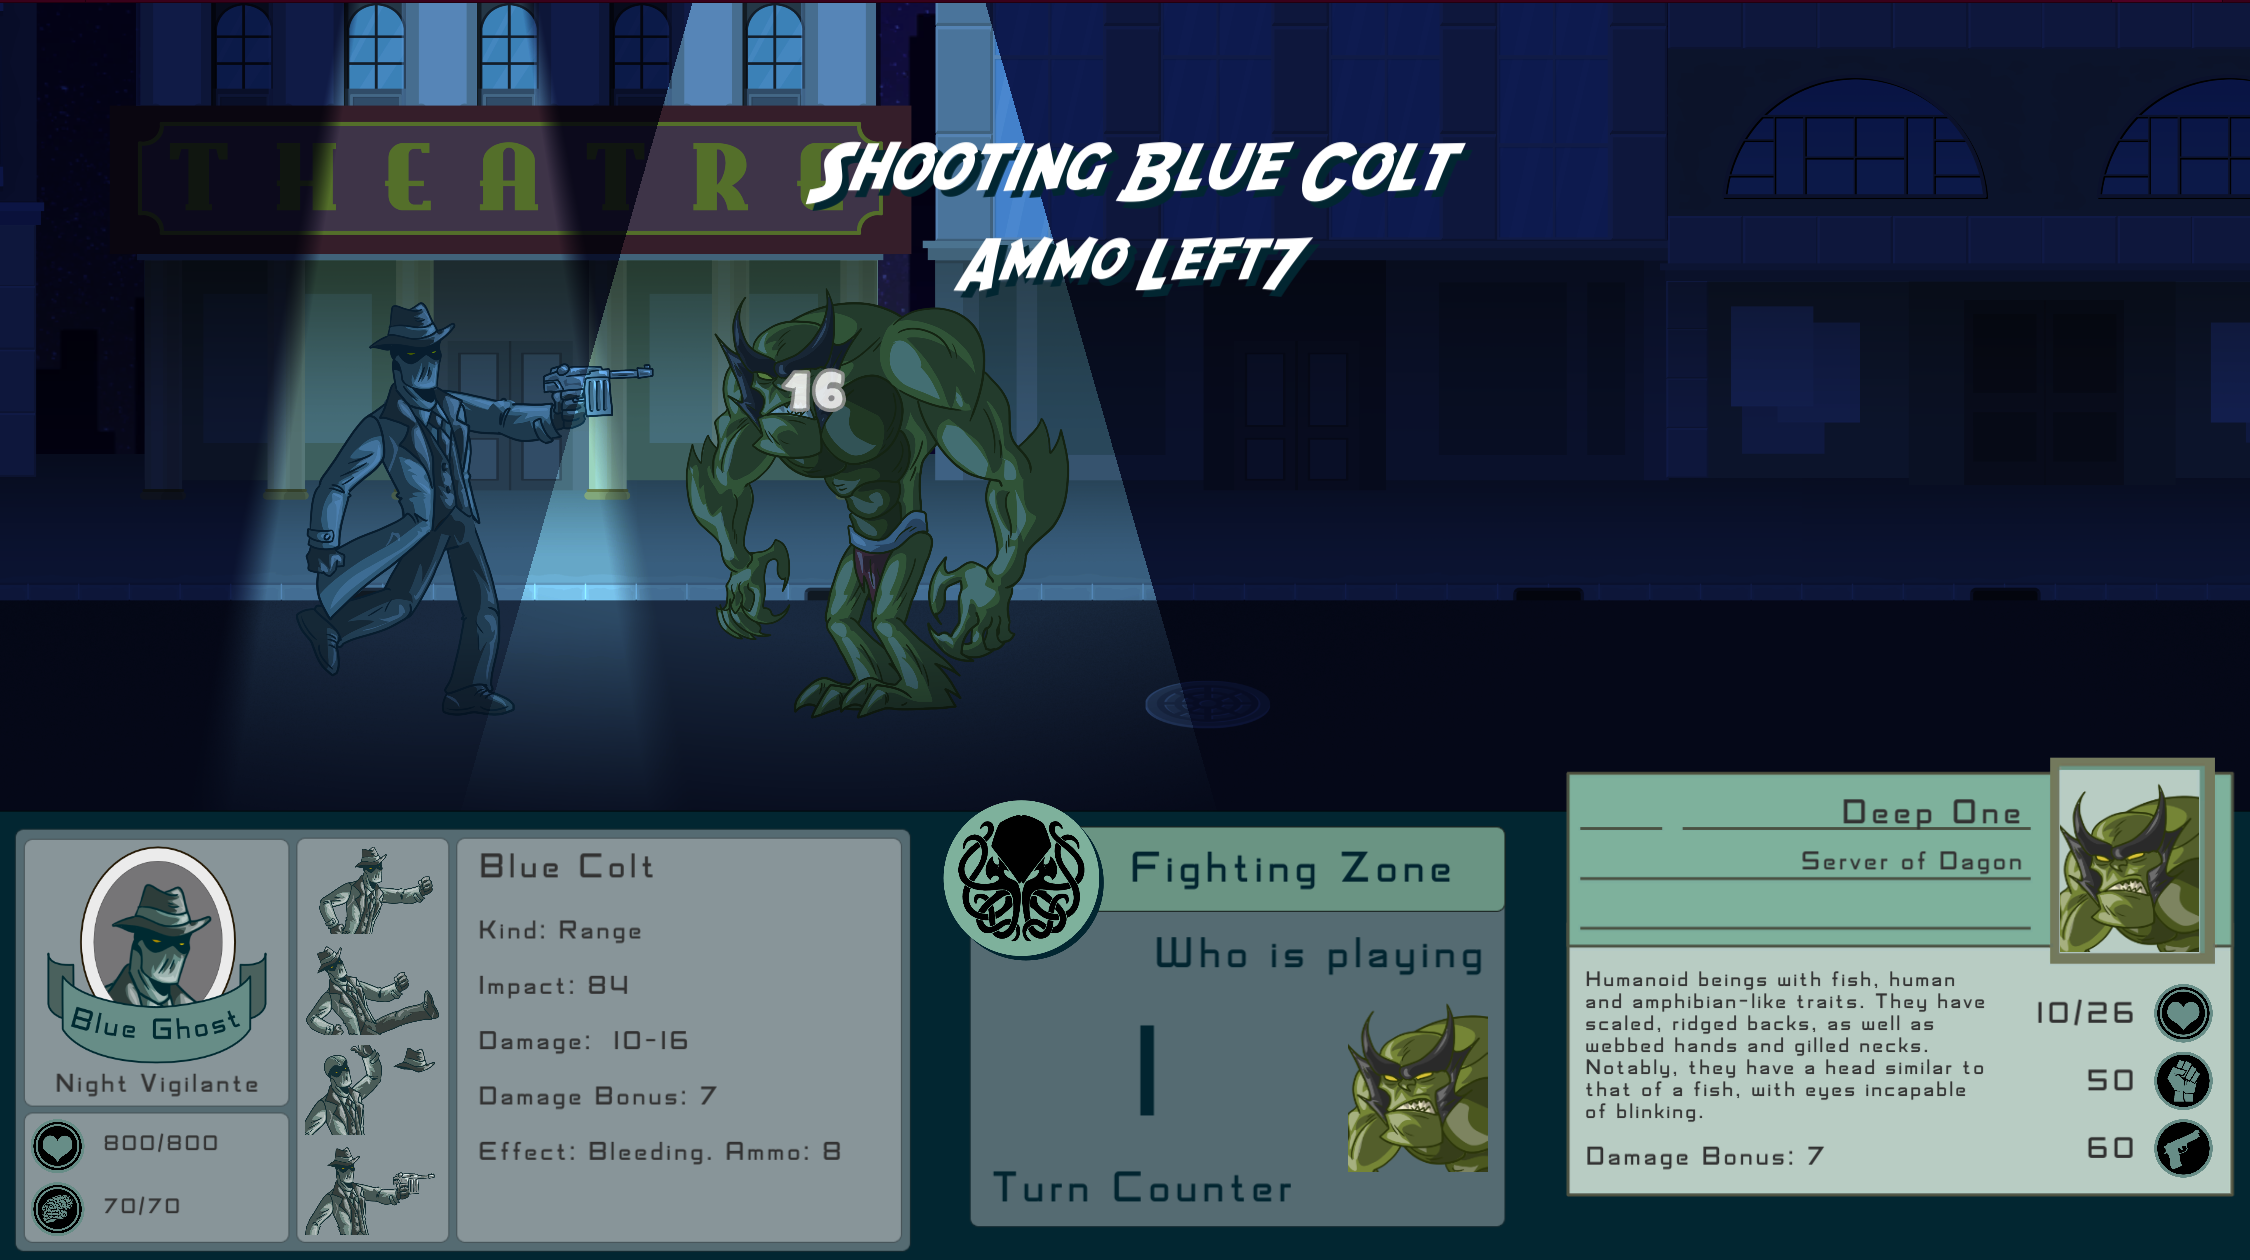 THEATRE
Shooting Blue Colt
Ammo Left7
16
Blue Ghost
Night Vigilante
800/800
70/70
Blue Colt
Kind: Range
Impact: 84
Damage: 10-16
Damage Bonus: 7
Effect: Bleeding. Ammo: 8
Fighting Zone
Who is playing
1
Turn Counter
Deep One
Server of Dagon
Humanoid beings with fish, human
and amphibian-like traits. They have
scaled, ridged backs, as well as
webbed hands and gilled necks.
Notably, they have a head similar to
that of a fish, with eyes incapable
of blinking.
Damage Bonus: 7
10/26
50
60